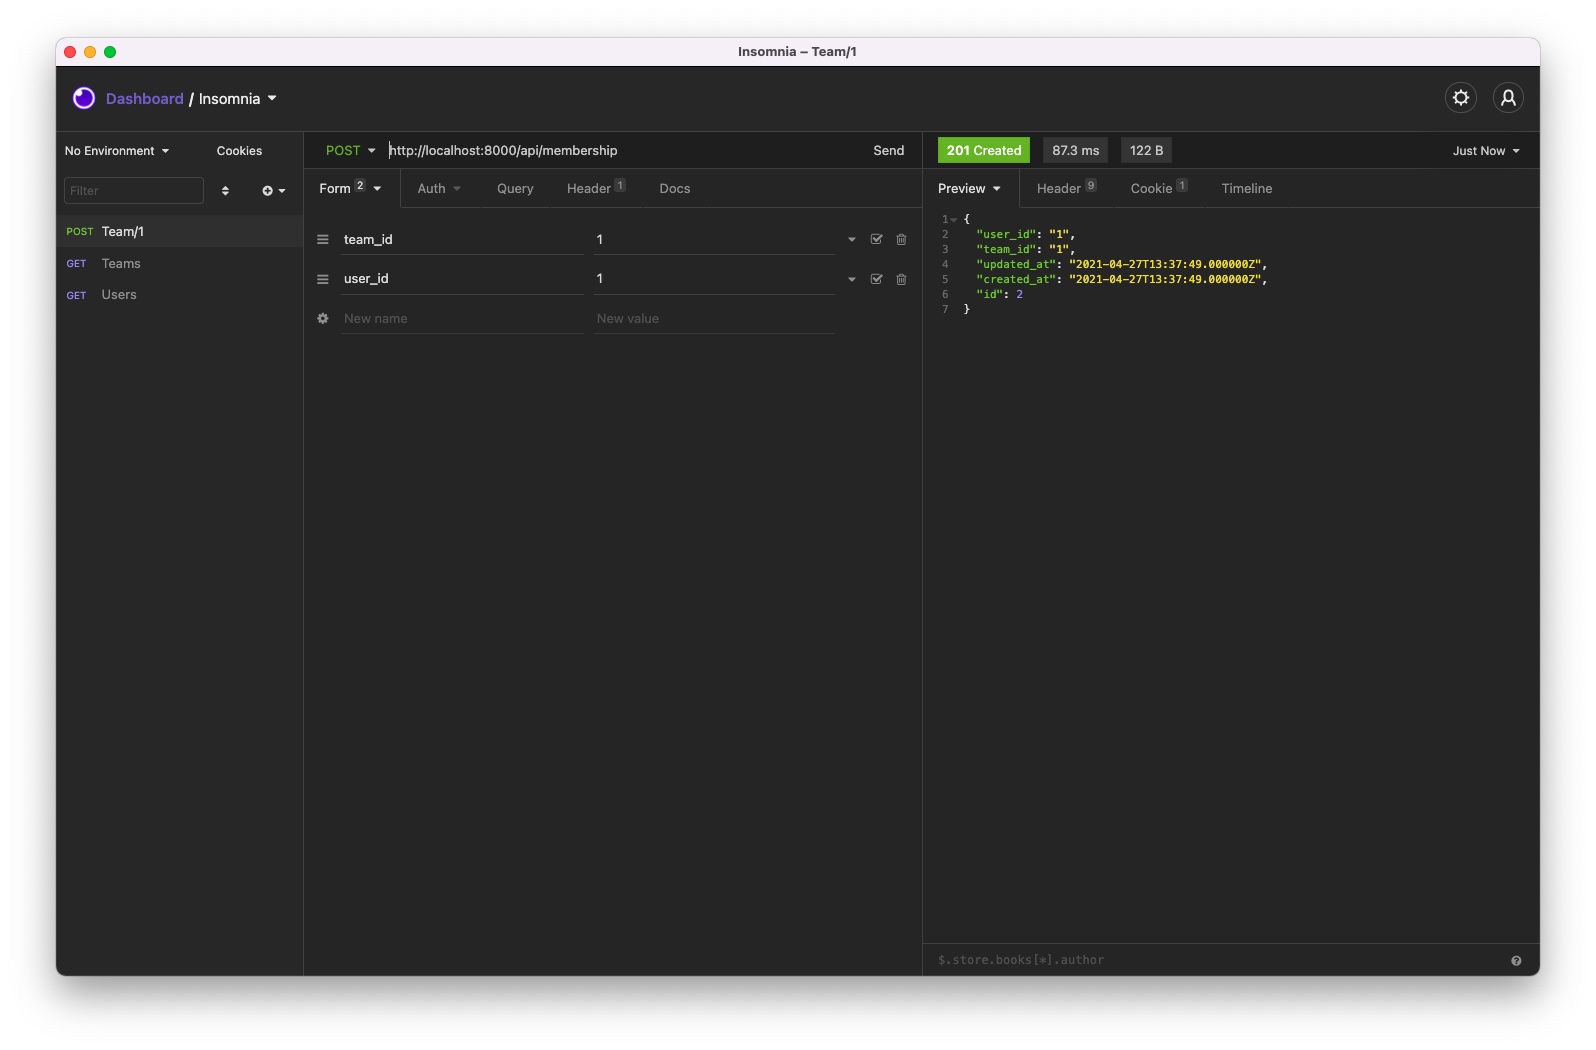 Insomnia – Team/1
Dashboard / Insomnia
No Environment
Cookies
Filter
POST Team/1
GET Teams
GET Users
POST http://localhost:8000/api/membership Send
Form 2 Auth Query Header 1 Docs
team_id 1
user_id 1
New name New value
201 Created 87.3 ms 122 B Just Now
Preview Header 9 Cookie 1 Timeline
1 {
2 "user_id": "1",
3 "team_id": "1",
4 "updated_at": "2021-04-27T13:37:49.000000Z",
5 "created_at": "2021-04-27T13:37:49.000000Z",
6 "id": 2
7 }
$.store.books[*].author